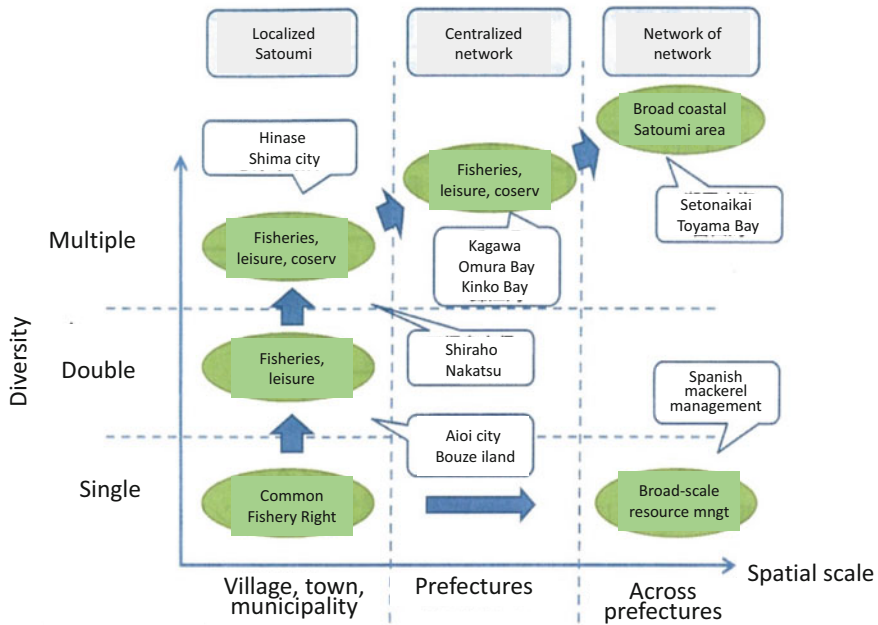 Localized
Satoumi
Centralized
network
Network of
network
Broad coastal
Satoumi area
Hinase
Shima city
Fisheries,
leisure, coserv
Setonaikai
Toyama Bay
Multiple
Fisheries,
leisure, coserv
Kagawa
Omura Bay
Kinko Bay
Diversity
Double
Fisheries,
leisure
Shiraho
Nakatsu
Spanish
mackerel
management
Aioi city
Bouze iland
Single
Common
Fishery Right
Broad-scale
resource mngt
Village, town,
municipality
Prefectures
Across
prefectures
Spatial scale